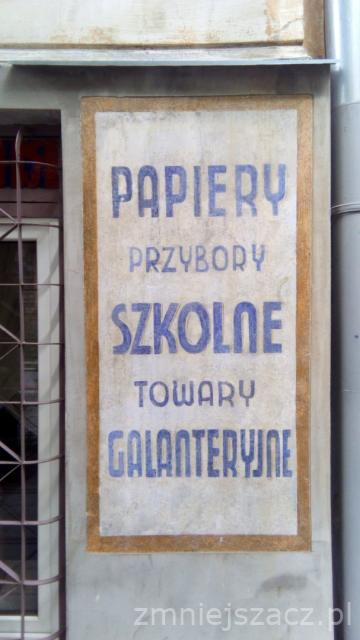 PAPIERY
PRZYBORY
SZKOLNE
TOWARY
GALANTERYJNE
zmniejszacz.pl